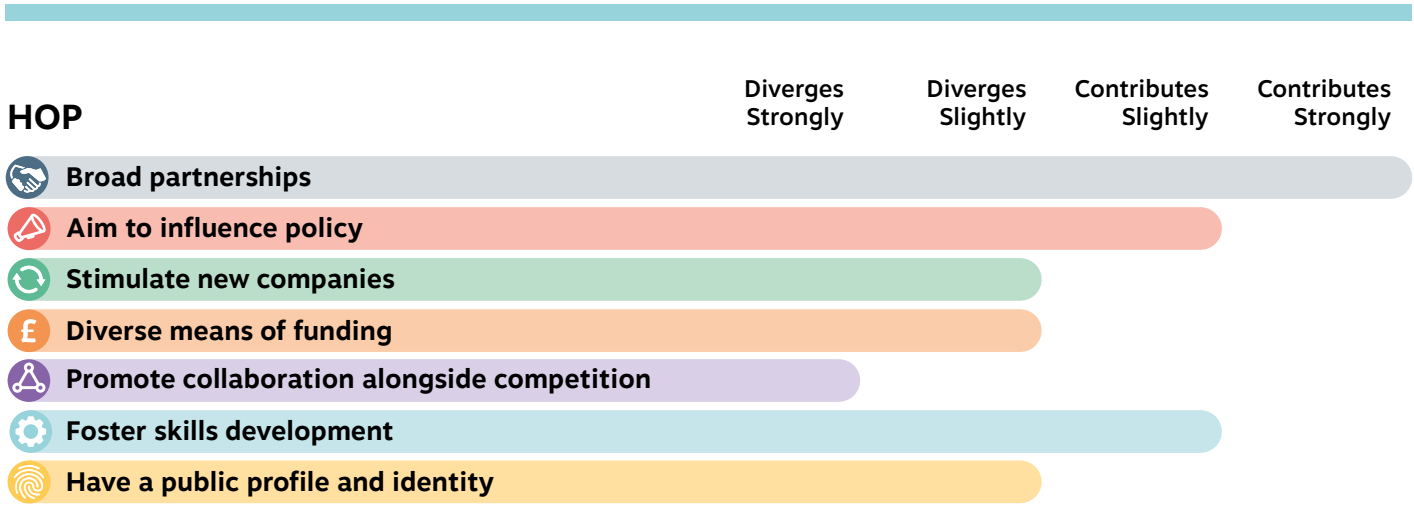 Diverges Strongly
Diverges Slightly
Contributes Slightly
Contributes Strongly
HOP
Broad partnerships
Aim to influence policy
Stimulate new companies
£ Diverse means of funding
Promote collaboration alongside competition
Foster skills development
Have a public profile and identity